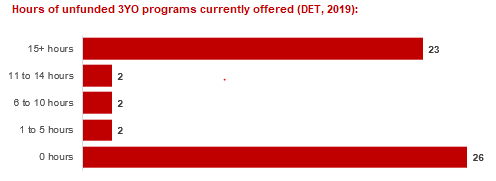 Hours of unfunded 3YO programs currently offered (DET, 2019):
15+ hours 23
11 to 14 hours 2
6 to 10 hours 2
1 to 5 hours 2
0 hours 26